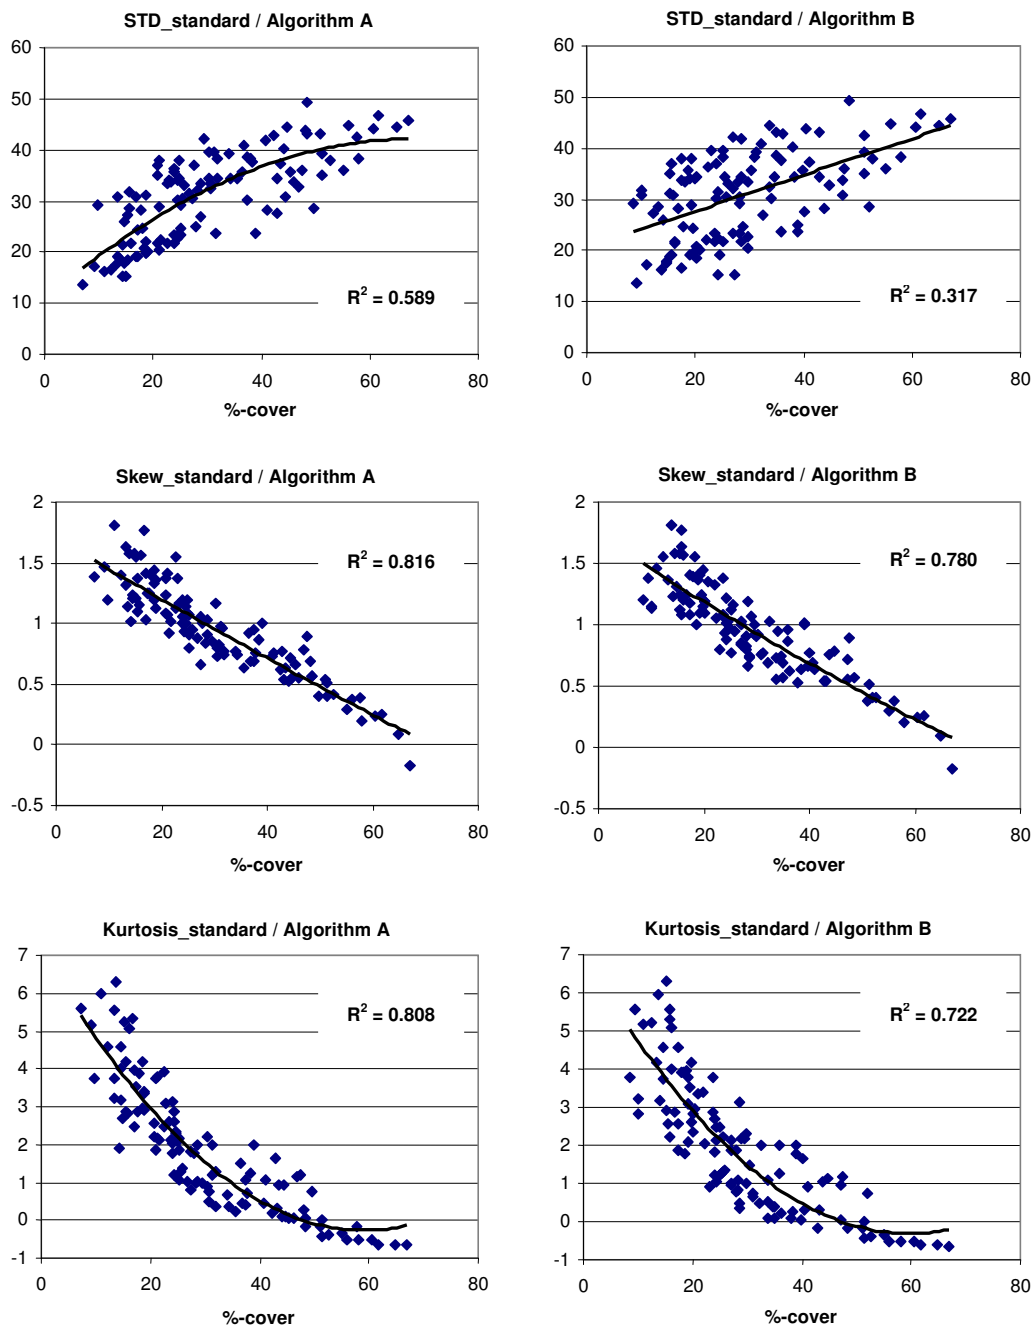 STD_standard / Algorithm A
60
50
40
30
20
10
0
R² = 0.589
0 20 40 60 80
%-cover
STD_standard / Algorithm B
60
50
40
30
20
10
0
R² = 0.317
0 20 40 60 80
%-cover
Skew_standard / Algorithm A
2
1.5
1
0.5
0
-0.5
R² = 0.816
0 20 40 60 80
%-cover
Skew_standard / Algorithm B
2
1.5
1
0.5
0
-0.5
R² = 0.780
0 20 40 60 80
%-cover
Kurtosis_standard / Algorithm A
7
6
5
4
3
2
1
0
-1
R² = 0.808
0 20 40 60 80
%-cover
Kurtosis_standard / Algorithm B
7
6
5
4
3
2
1
0
-1
R² = 0.722
0 20 40 60 80
%-cover